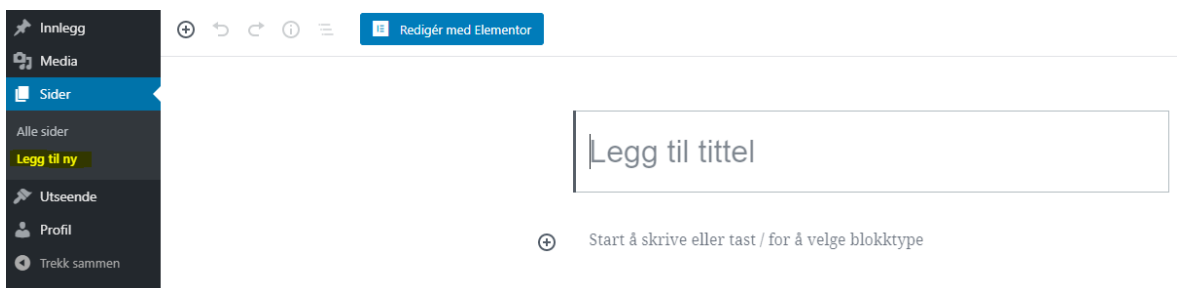 Innlegg
Media
Sider
Alle sider
Legg til ny
Utseende
Profil
Trekk sammen
Redigér med Elementor
Legg til tittel
Start å skrive eller tast / for å velge blokktype